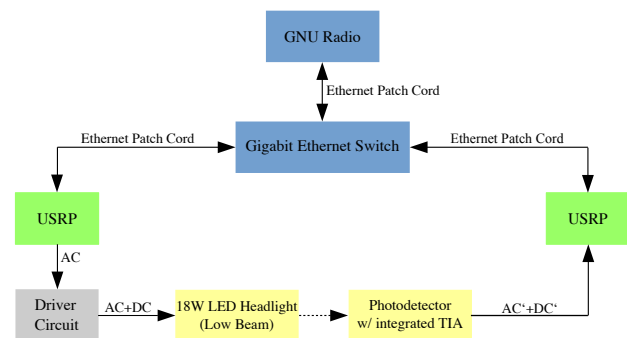 GNU Radio
Ethernet Patch Cord
Ethernet Patch Cord
Gigabit Ethernet Switch
Ethernet Patch Cord
USRP
USRP
AC
Driver
Circuit
AC+DC
18W LED Headlight
(Low Beam)
Photodetector
w/ integrated TIA
AC‘+DC‘